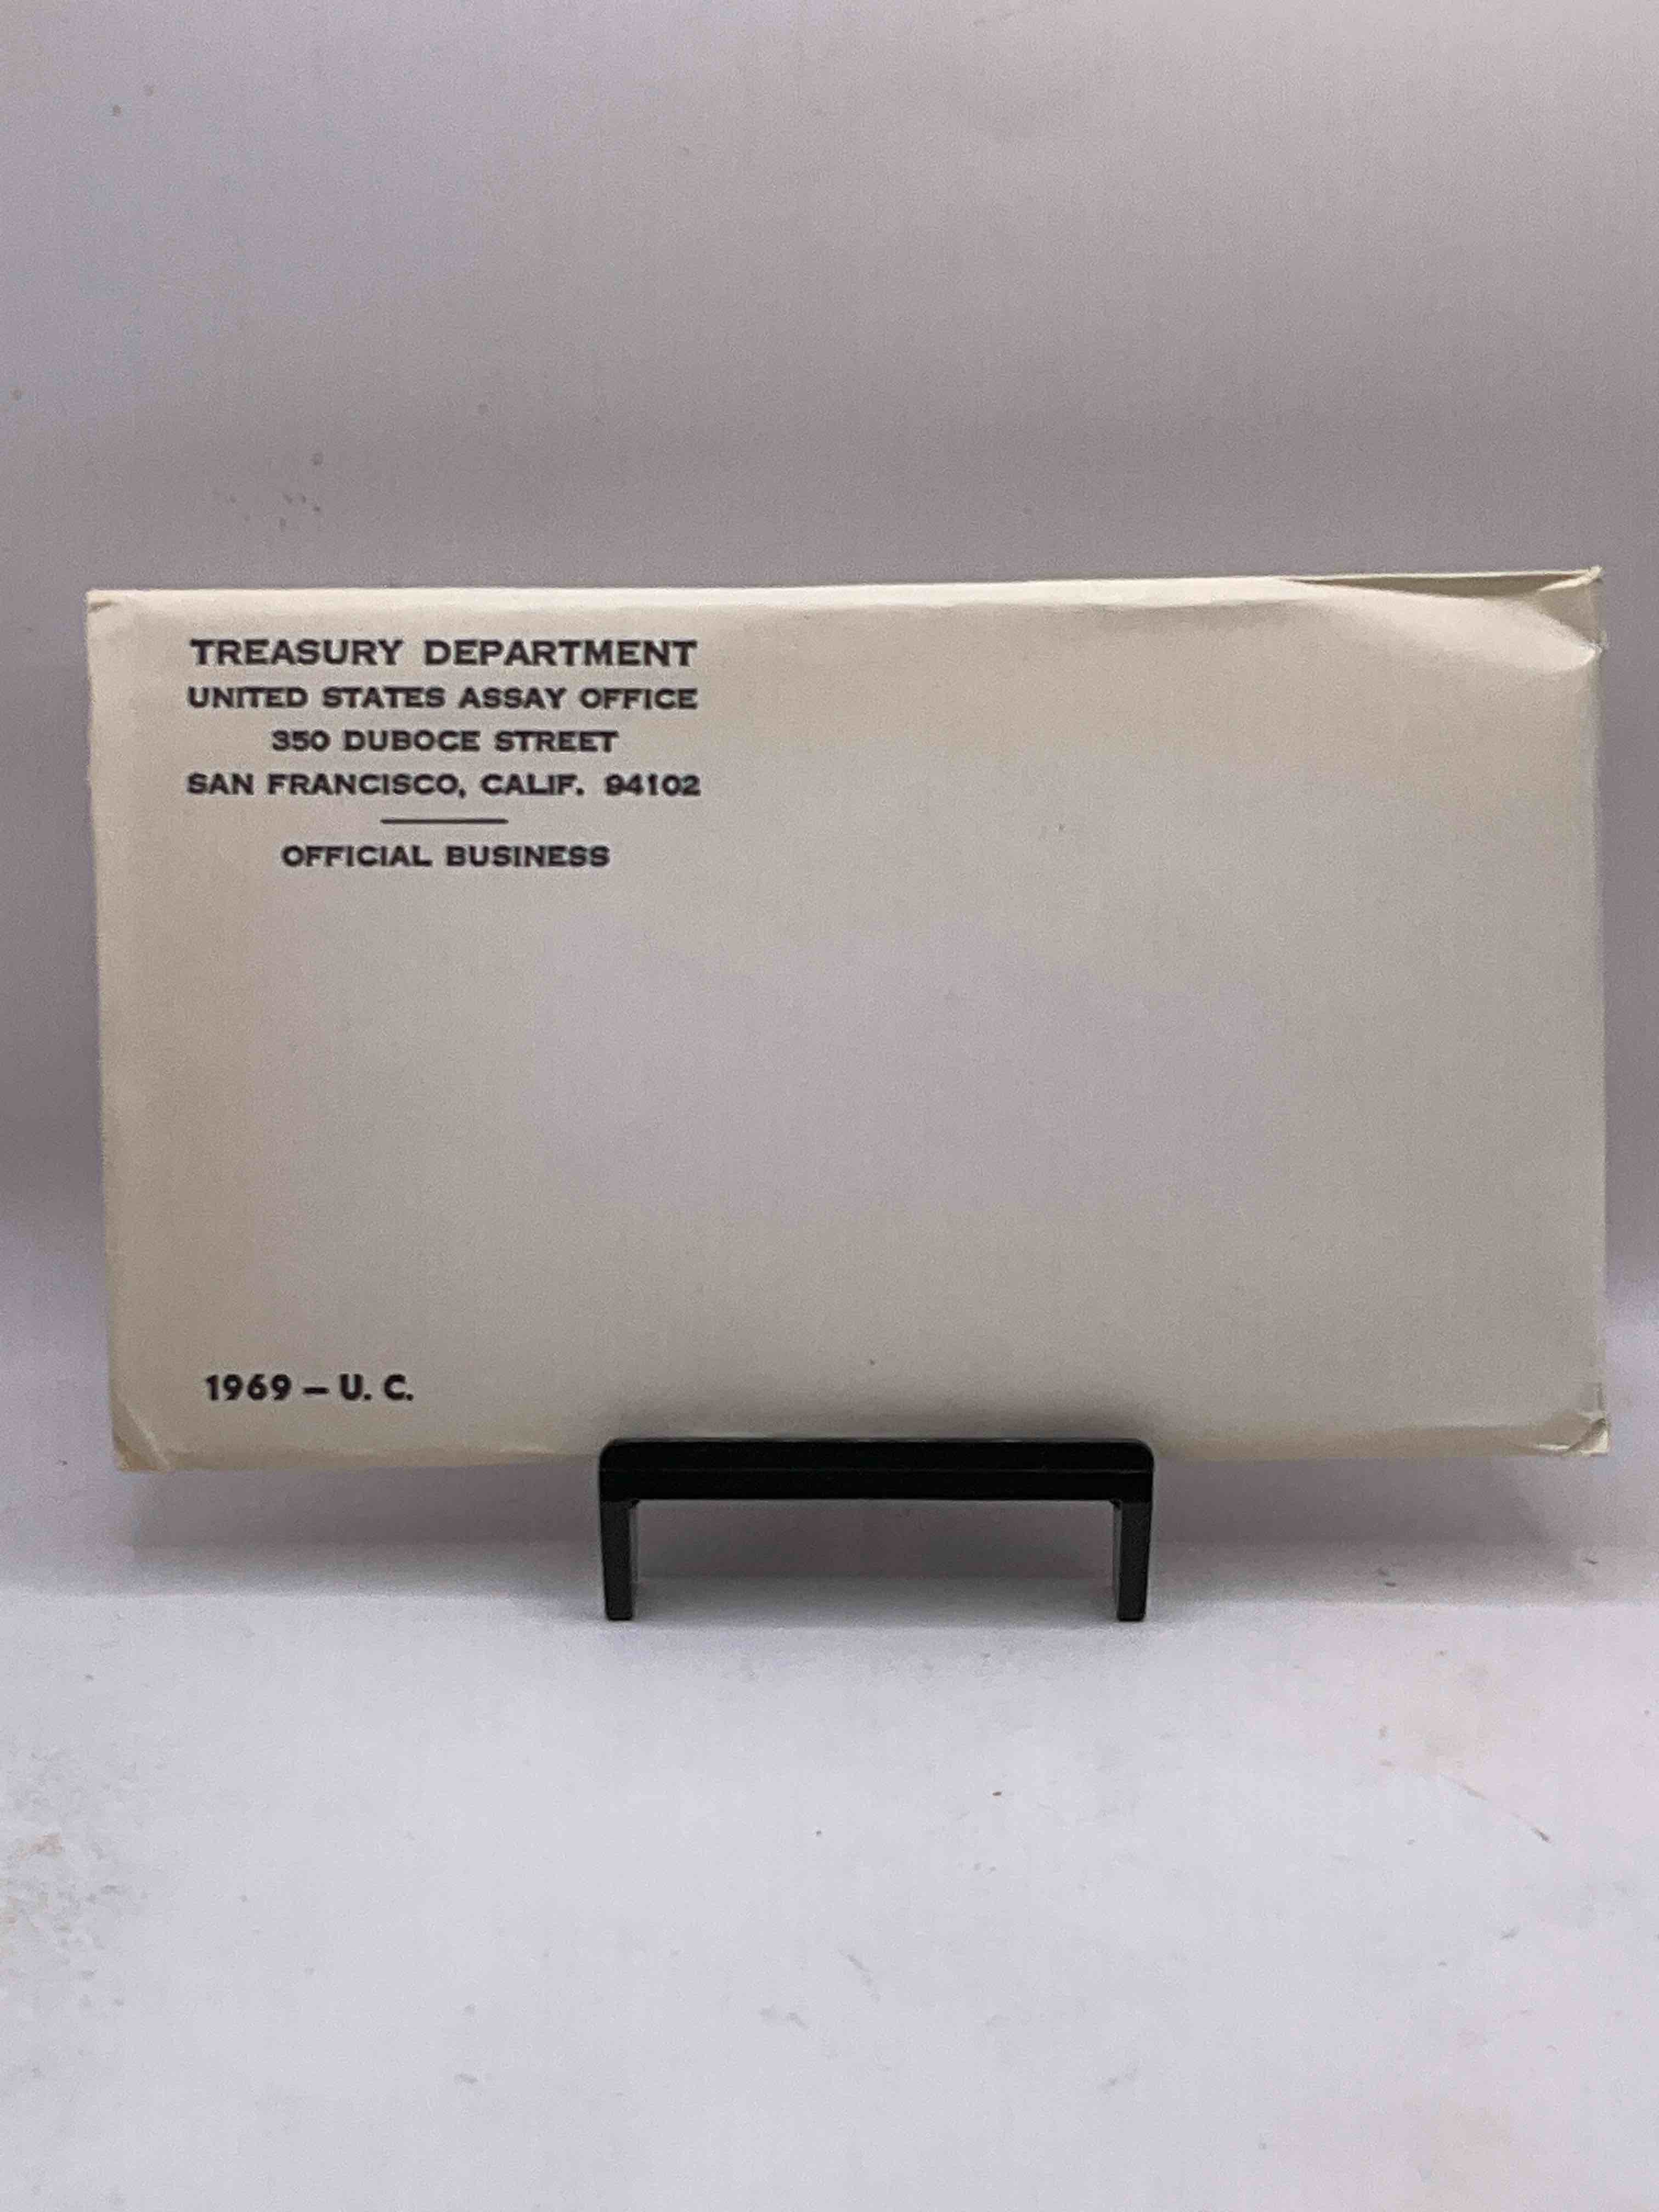 TREASURY DEPARTMENT
UNITED STATES ASSAY OFFICE
350 DUBOCE STREET
SAN FRANCISCO, CALIF. 94102
OFFICIAL BUSINESS
1969 – U. C.